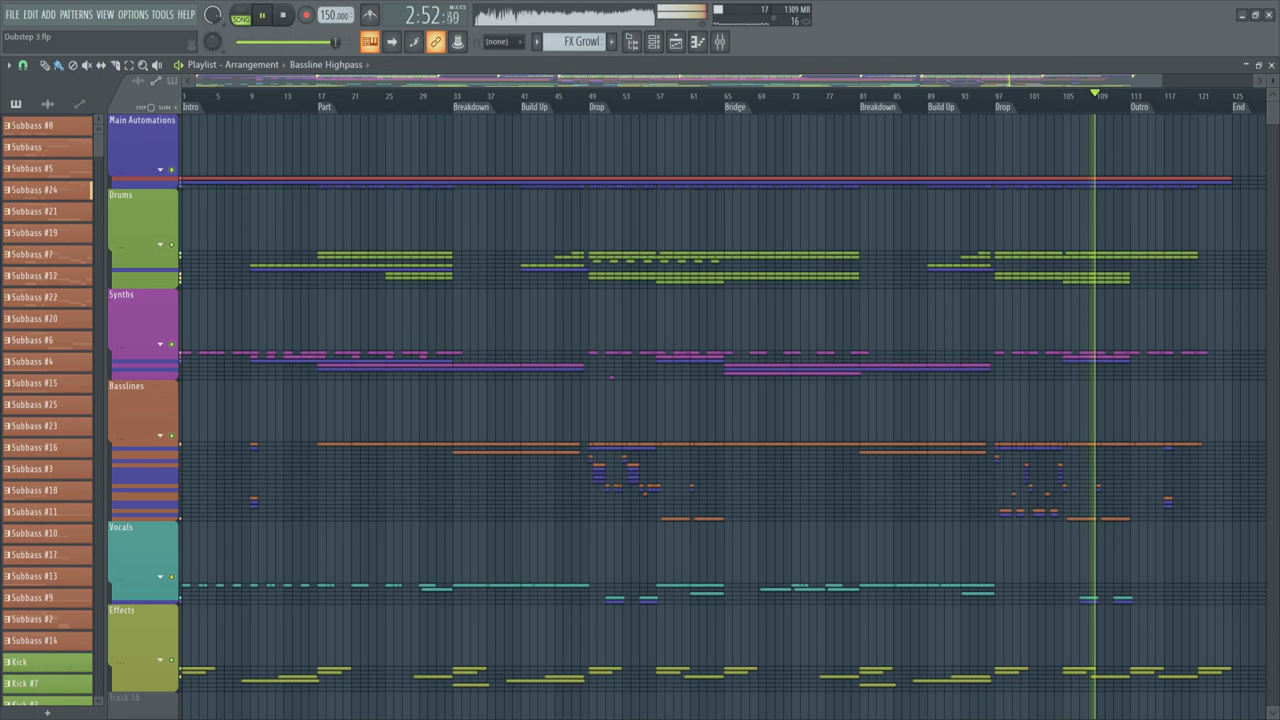 FILE EDIT ADD PATTERNS VIEW OPTIONS TOOLS HELP
SONG
150.000
2:52:89
M:S:CS
17
1309 MB
16
Dubstep 3.flp
(none)
FX Growl
Playlist - Arrangement › Bassline Highpass ›
STEP SLIDE
1 5 9 13 17 21 25 29 33 37 41 45 49 53 57 61 65 69 73 77 81 85 89 93 97 101 105 109 113 117 121 125
Intro Part Breakdown Build Up Drop Bridge Breakdown Build Up Drop Outro End
Subbass #8
Subbass
Subbass #5
Subbass #24
Subbass #21
Subbass #19
Subbass #7
Subbass #12
Subbass #22
Subbass #20
Subbass #6
Subbass #4
Subbass #15
Subbass #25
Subbass #23
Subbass #16
Subbass #3
Subbass #18
Subbass #11
Subbass #10
Subbass #17
Subbass #13
Subbass #9
Subbass #2
Subbass #14
Kick
Kick #7
Main Automations
Drums
Synths
Basslines
Vocals
Effects
Track 56